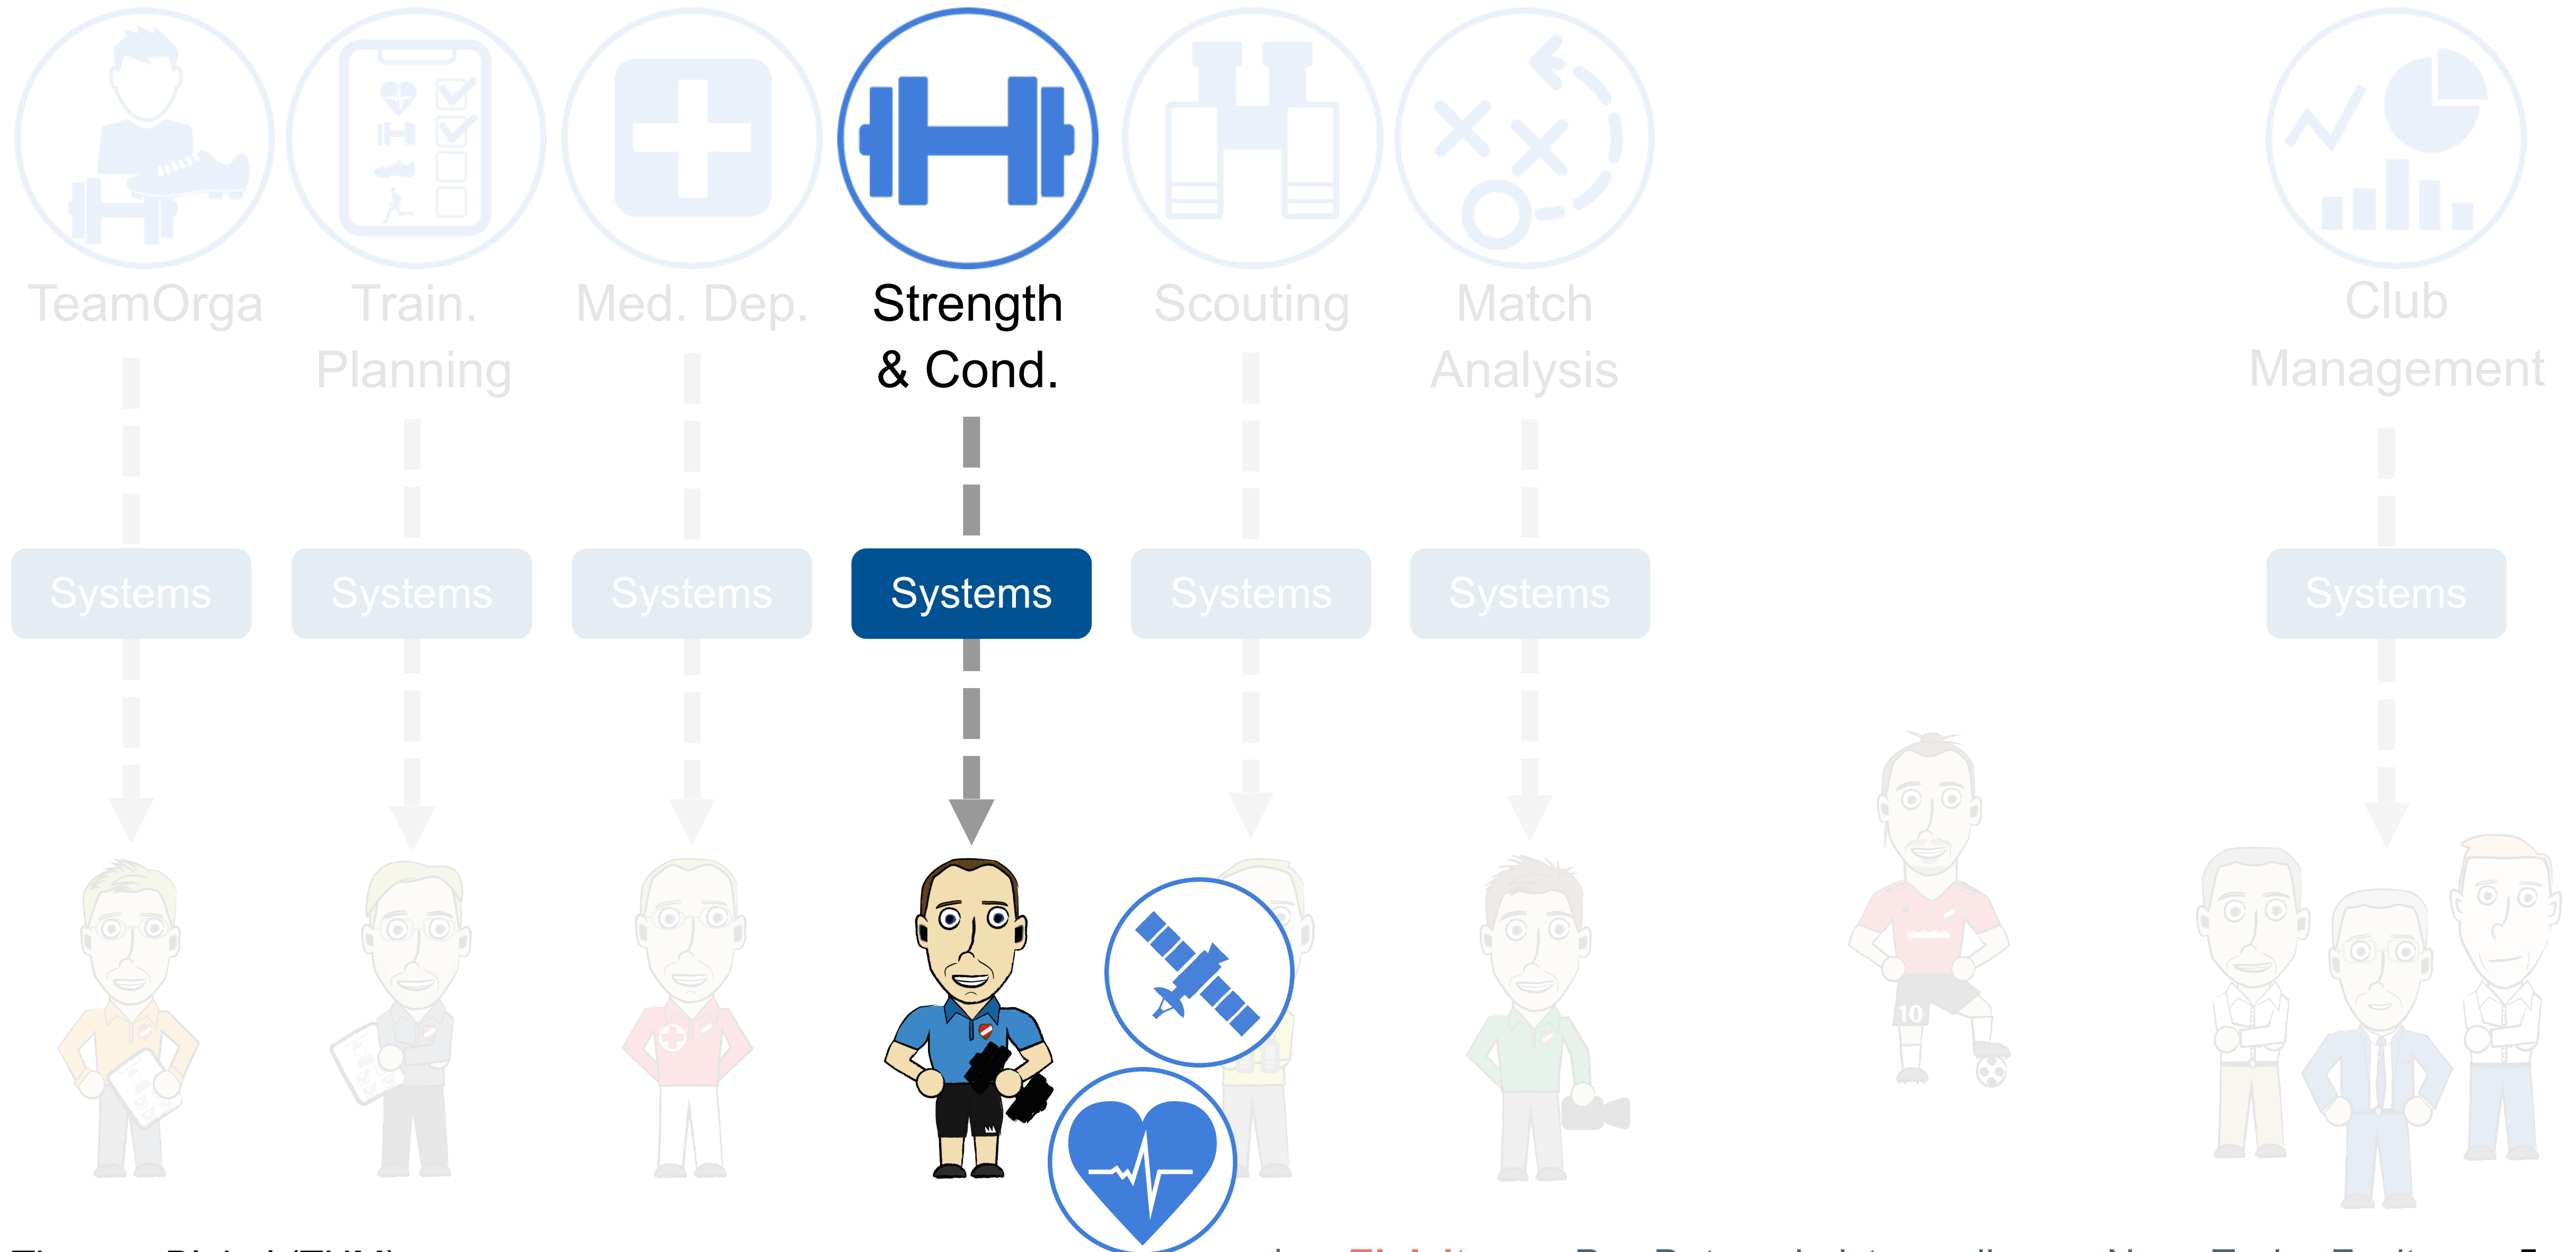 TeamOrga
Train.
Planning
Med. Dep.
Strength
& Cond.
Scouting
Match
Analysis
Club
Management
Systems
Systems
Systems
Systems
Systems
Systems
Systems
10